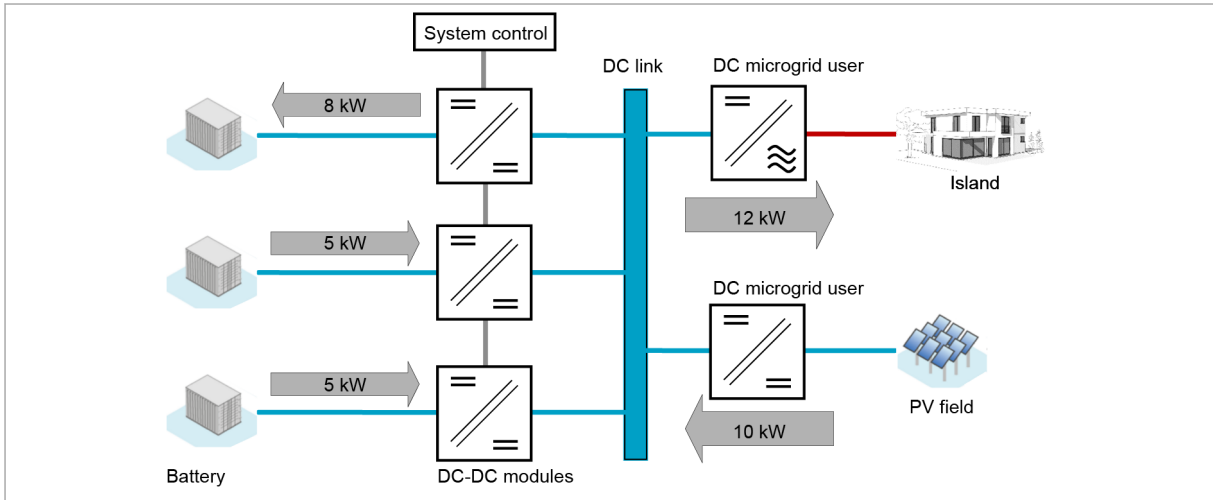 System control
DC link
DC microgrid user
8 kW
Island
12 kW
5 kW
DC microgrid user
5 kW
PV field
10 kW
Battery
DC-DC modules